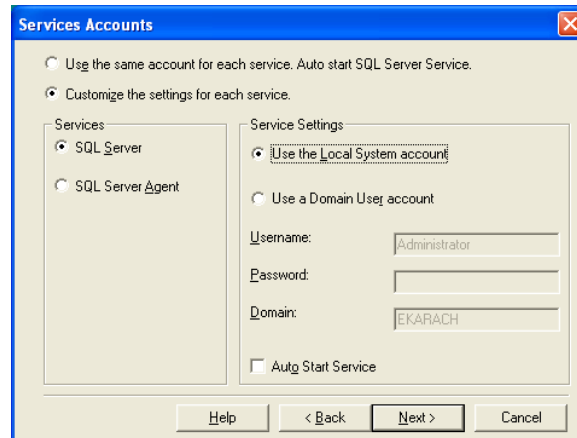 Services Accounts
Use the same account for each service. Auto start SQL Server Service.
Customize the settings for each service.
Services
SQL Server
SQL Server Agent
Service Settings
Use the Local System account
Use a Domain User account
Username:
Administrator
Password:
Domain:
EKARACH
Auto Start Service
Help
< Back
Next >
Cancel